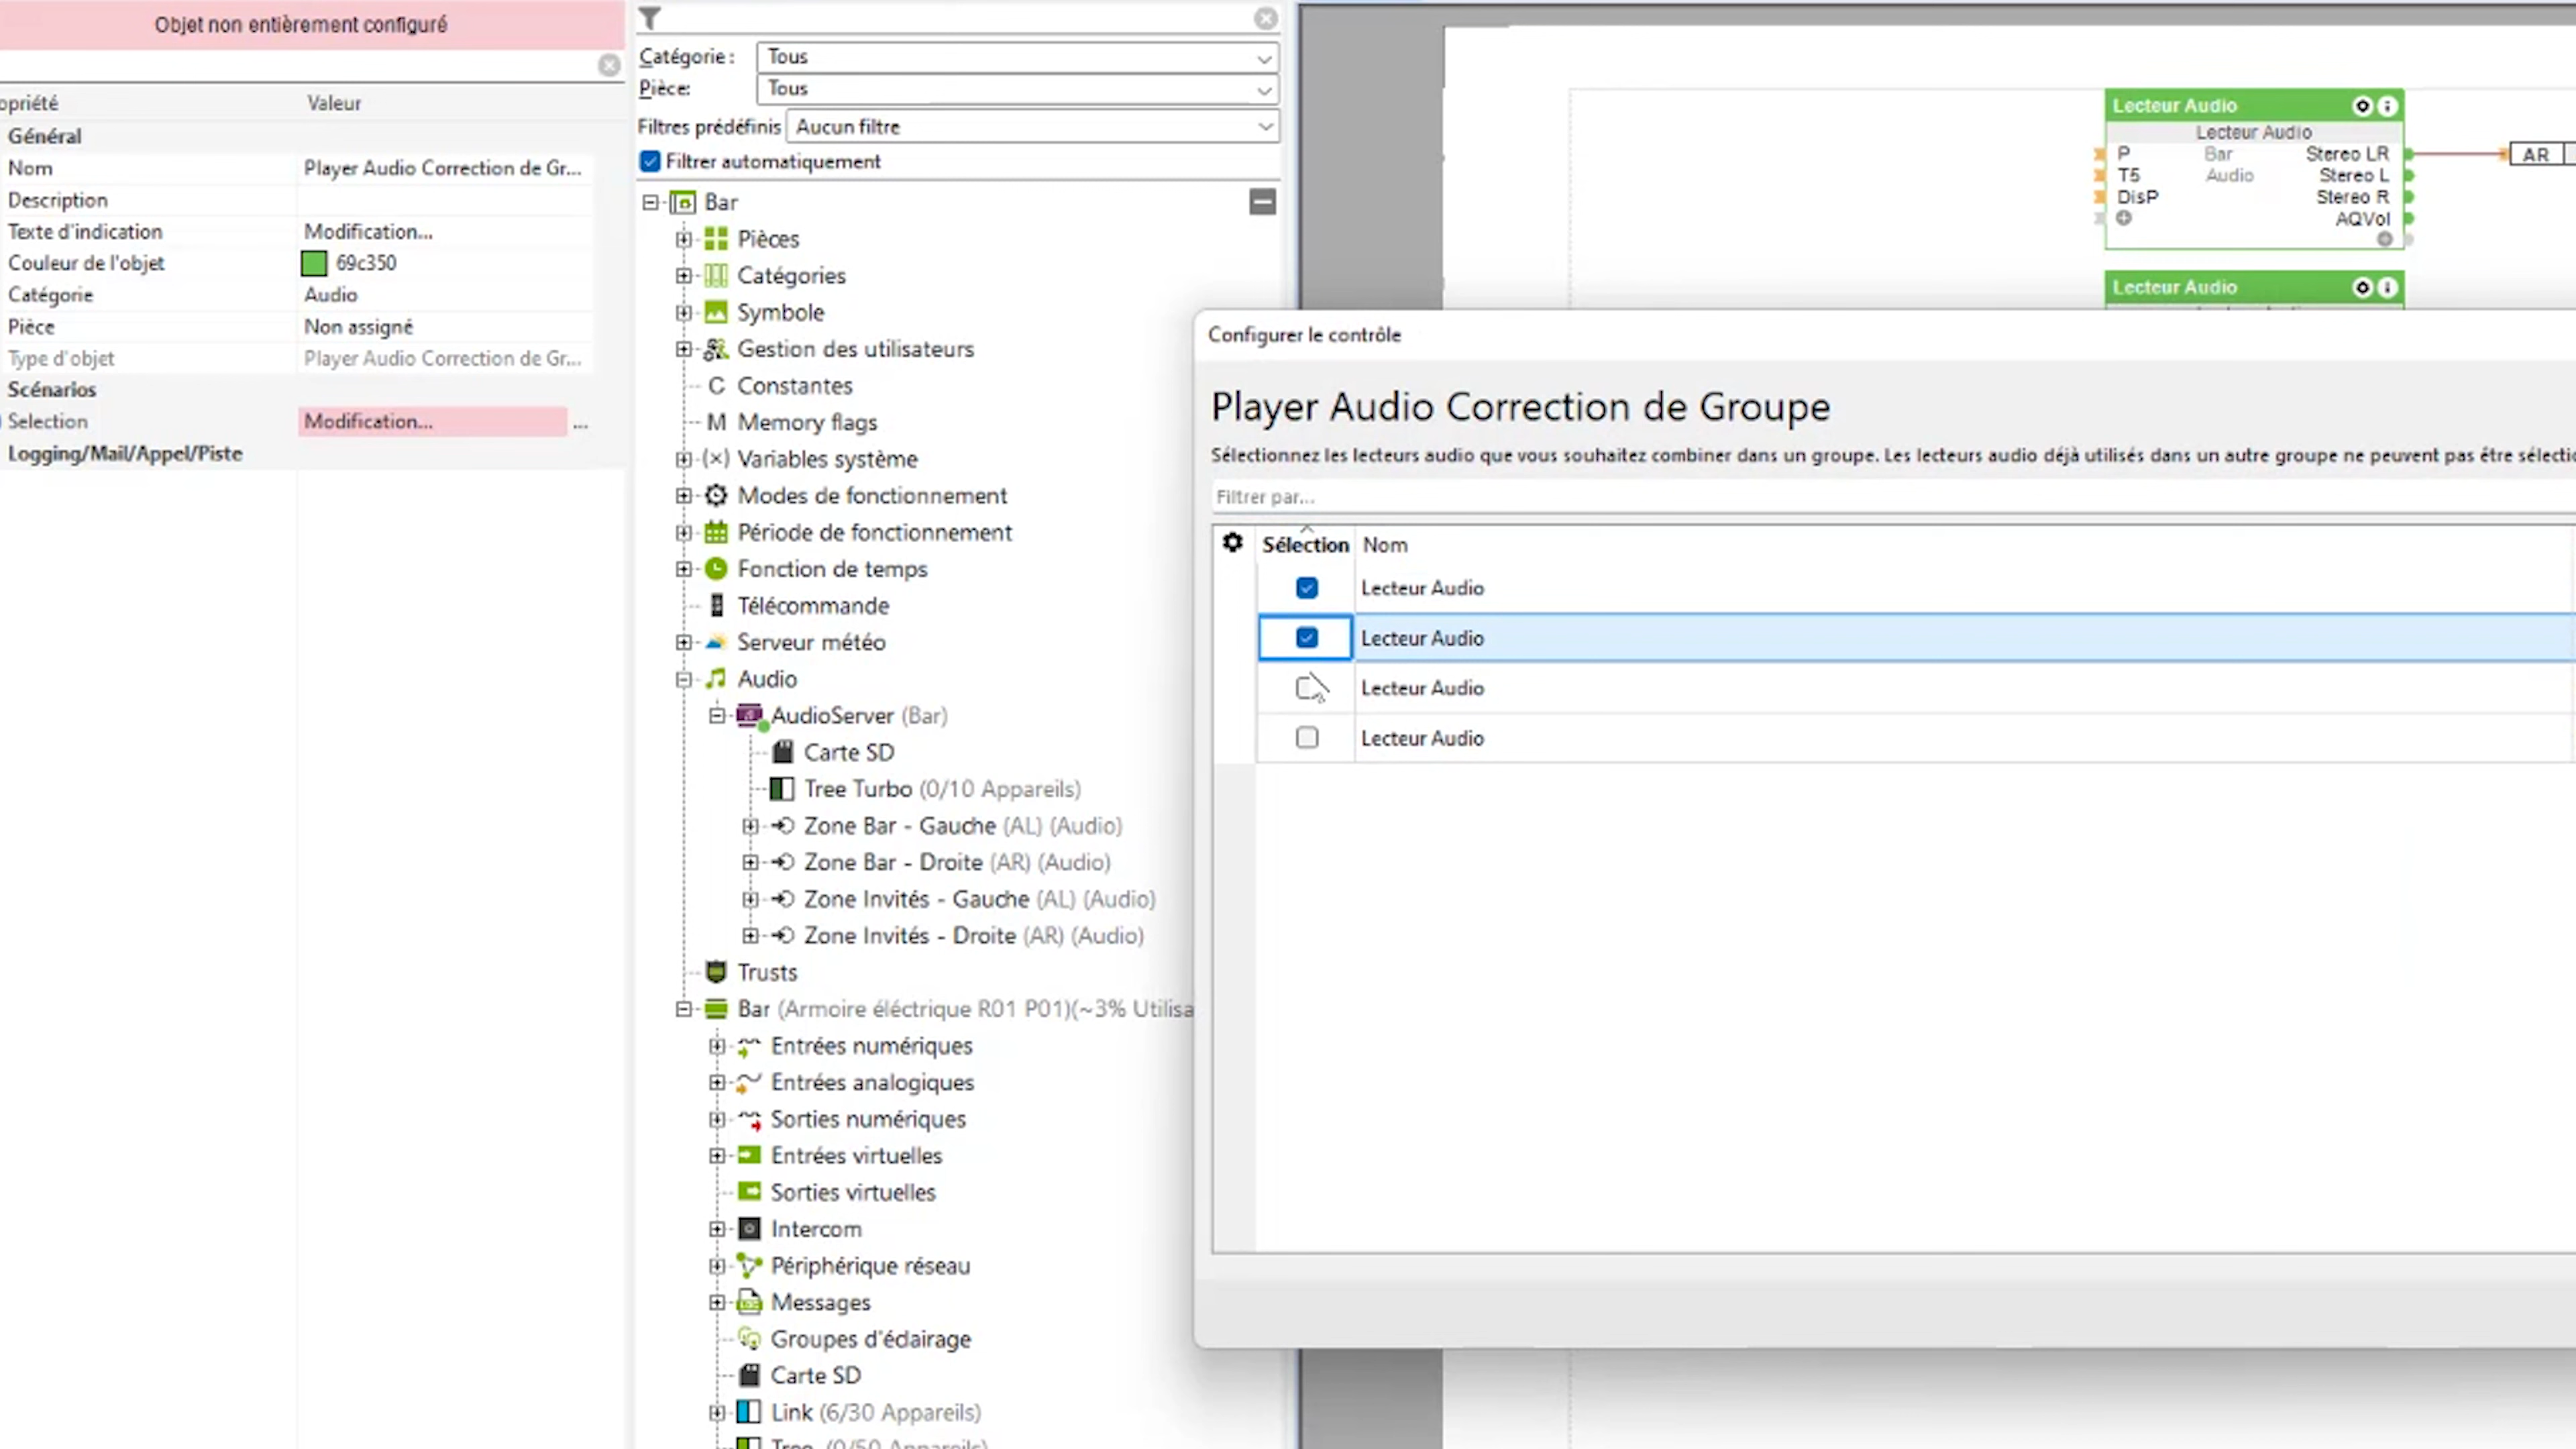 Objet non entièrement configuré
opriété Valeur
Général
Nom Player Audio Correction de Gr...
Description
Texte d'indication Modification...
Couleur de l'objet 69c350
Catégorie Audio
Pièce Non assigné
Type d'objet Player Audio Correction de Gr...
Scénarios
Selection Modification... ...
Logging/Mail/Appel/Piste
Catégorie : Tous
Pièce: Tous
Filtres prédéfinis Aucun filtre
Filtrer automatiquement
Bar
Pièces
Catégories
Symbole
Gestion des utilisateurs
C Constantes
M Memory flags
(×) Variables système
Modes de fonctionnement
Période de fonctionnement
Fonction de temps
Télécommande
Serveur météo
Audio
AudioServer (Bar)
Carte SD
Tree Turbo (0/10 Appareils)
Zone Bar - Gauche (AL) (Audio)
Zone Bar - Droite (AR) (Audio)
Zone Invités - Gauche (AL) (Audio)
Zone Invités - Droite (AR) (Audio)
Trusts
Bar (Armoire éléctrique R01 P01)(~3% Utilisa
Entrées numériques
Entrées analogiques
Sorties numériques
Entrées virtuelles
Sorties virtuelles
Intercom
Périphérique réseau
Messages
Groupes d'éclairage
Carte SD
Link (6/30 Appareils)
Tree (0/50 Appareils)
Lecteur Audio
Lecteur Audio
P Bar Stereo LR
T5 Audio Stereo L
DisP Stereo R
AQVol
AR
Lecteur Audio
Configurer le contrôle
Player Audio Correction de Groupe
Sélectionnez les lecteurs audio que vous souhaitez combiner dans un groupe. Les lecteurs audio déjà utilisés dans un autre groupe ne peuvent pas être sélectio
Filtrer par...
Sélection Nom
Lecteur Audio
Lecteur Audio
Lecteur Audio
Lecteur Audio